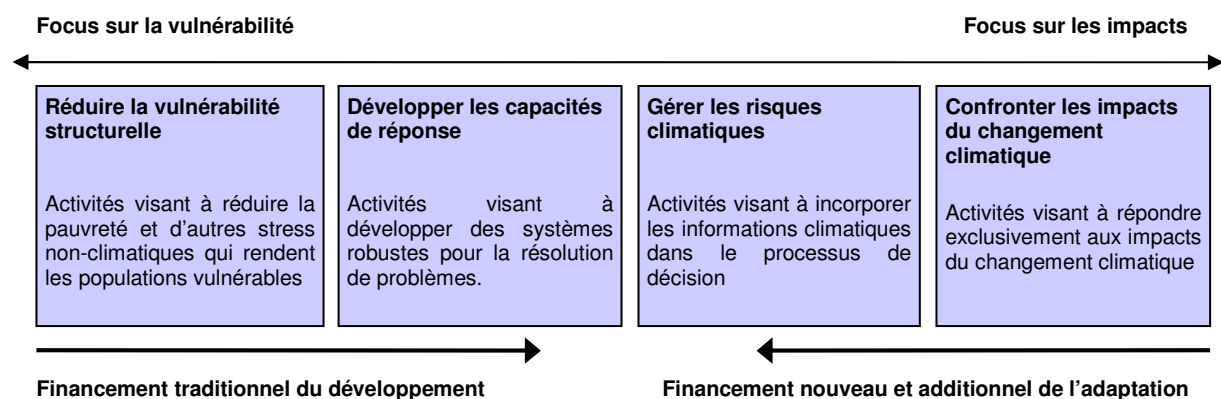 Focus sur la vulnérabilité
Focus sur les impacts
Réduire la vulnérabilité
structurelle
Activités visant à réduire la
pauvreté et d'autres stress
non-climatiques qui rendent
les populations vulnérables
Développer les capacités
de réponse
Activités visant à
développer des systèmes
robustes pour la résolution
de problèmes.
Gérer les risques
climatiques
Activités visant à incorporer
les informations climatiques
dans le processus de
décision
Confronter les impacts
du changement
climatique
Activités visant à répondre
exclusivement aux impacts
du changement climatique
Financement traditionnel du développement
Financement nouveau et additionnel de l'adaptation